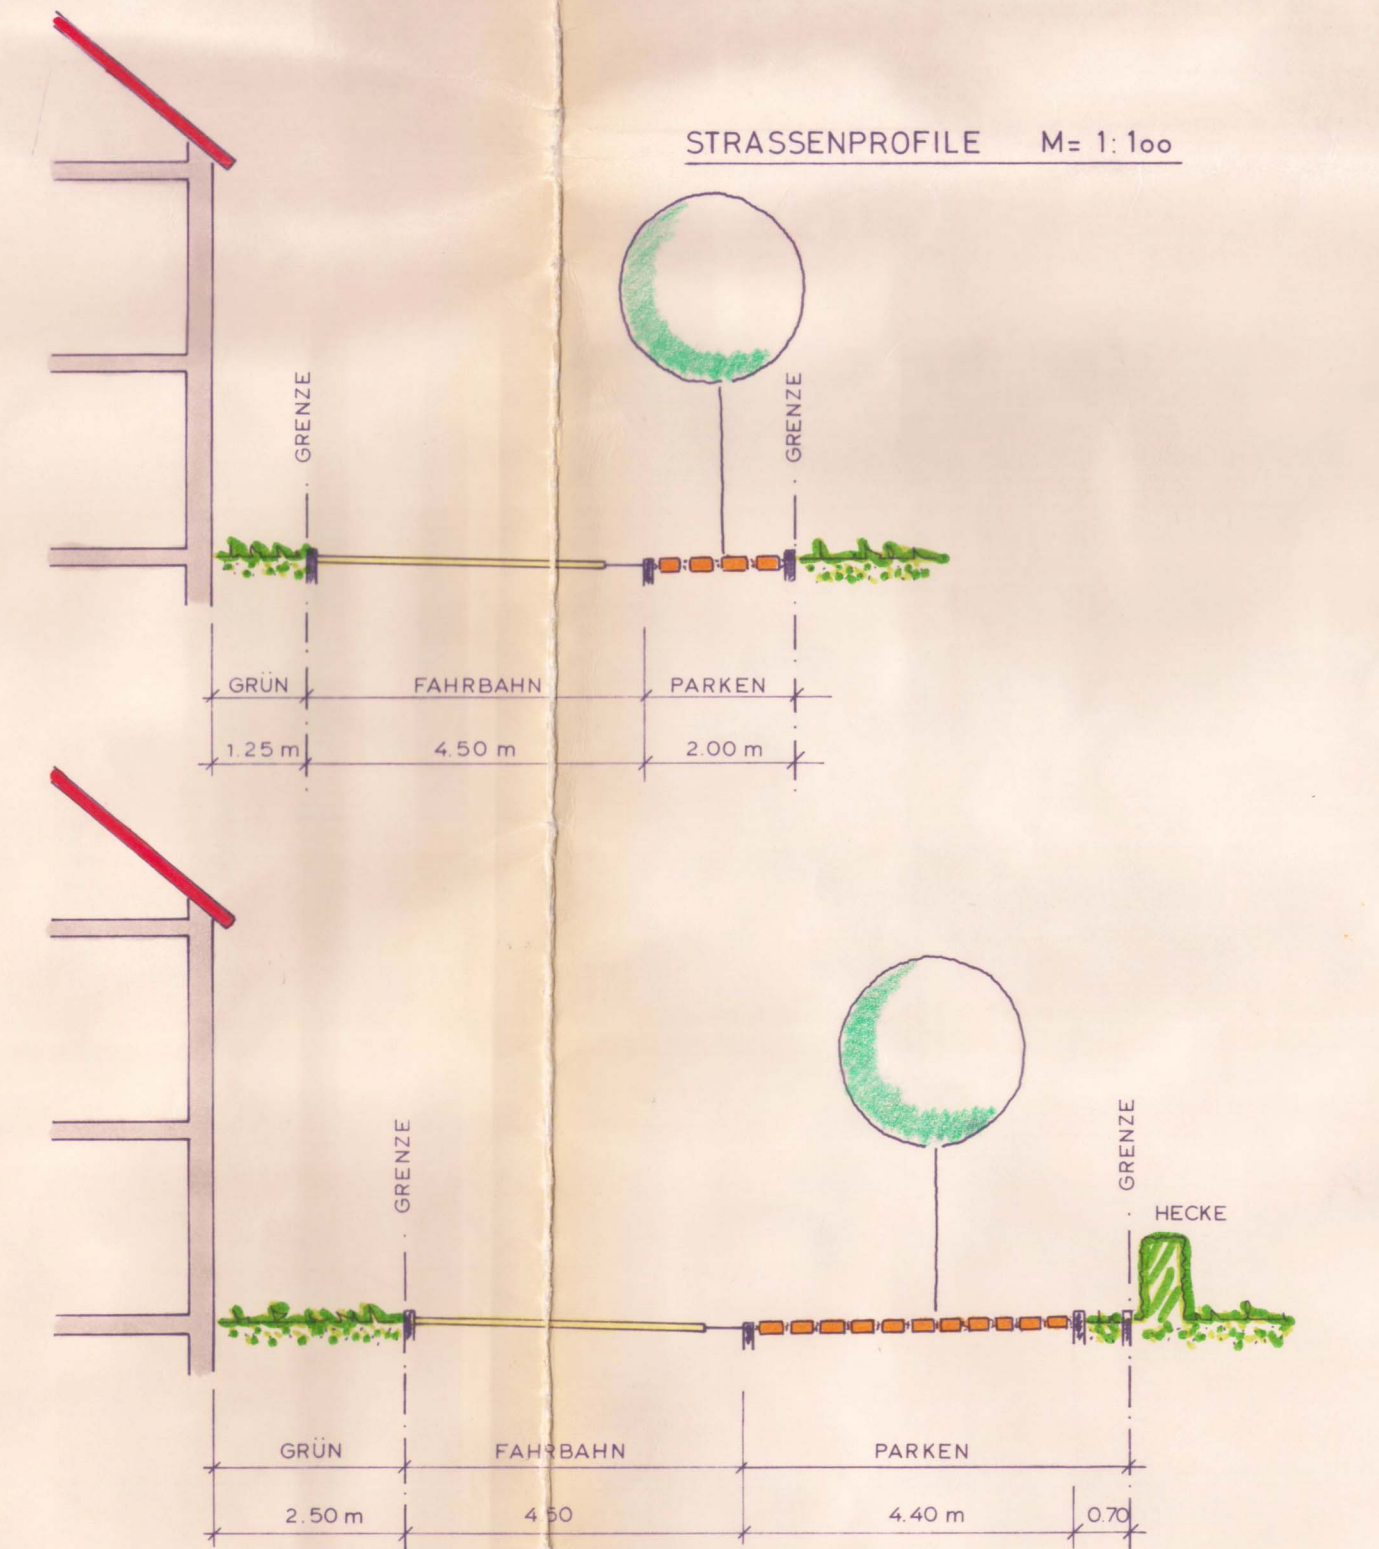 STRASSENPROFILE M= 1:100
GRENZE
GRENZE
GRÜN FAHRBAHN PARKEN
1.25 m 4.50 m 2.00 m
GRENZE
GRENZE
HECKE
GRÜN FAHRBAHN PARKEN
2.50 m 4.50 4.40 m 0.70